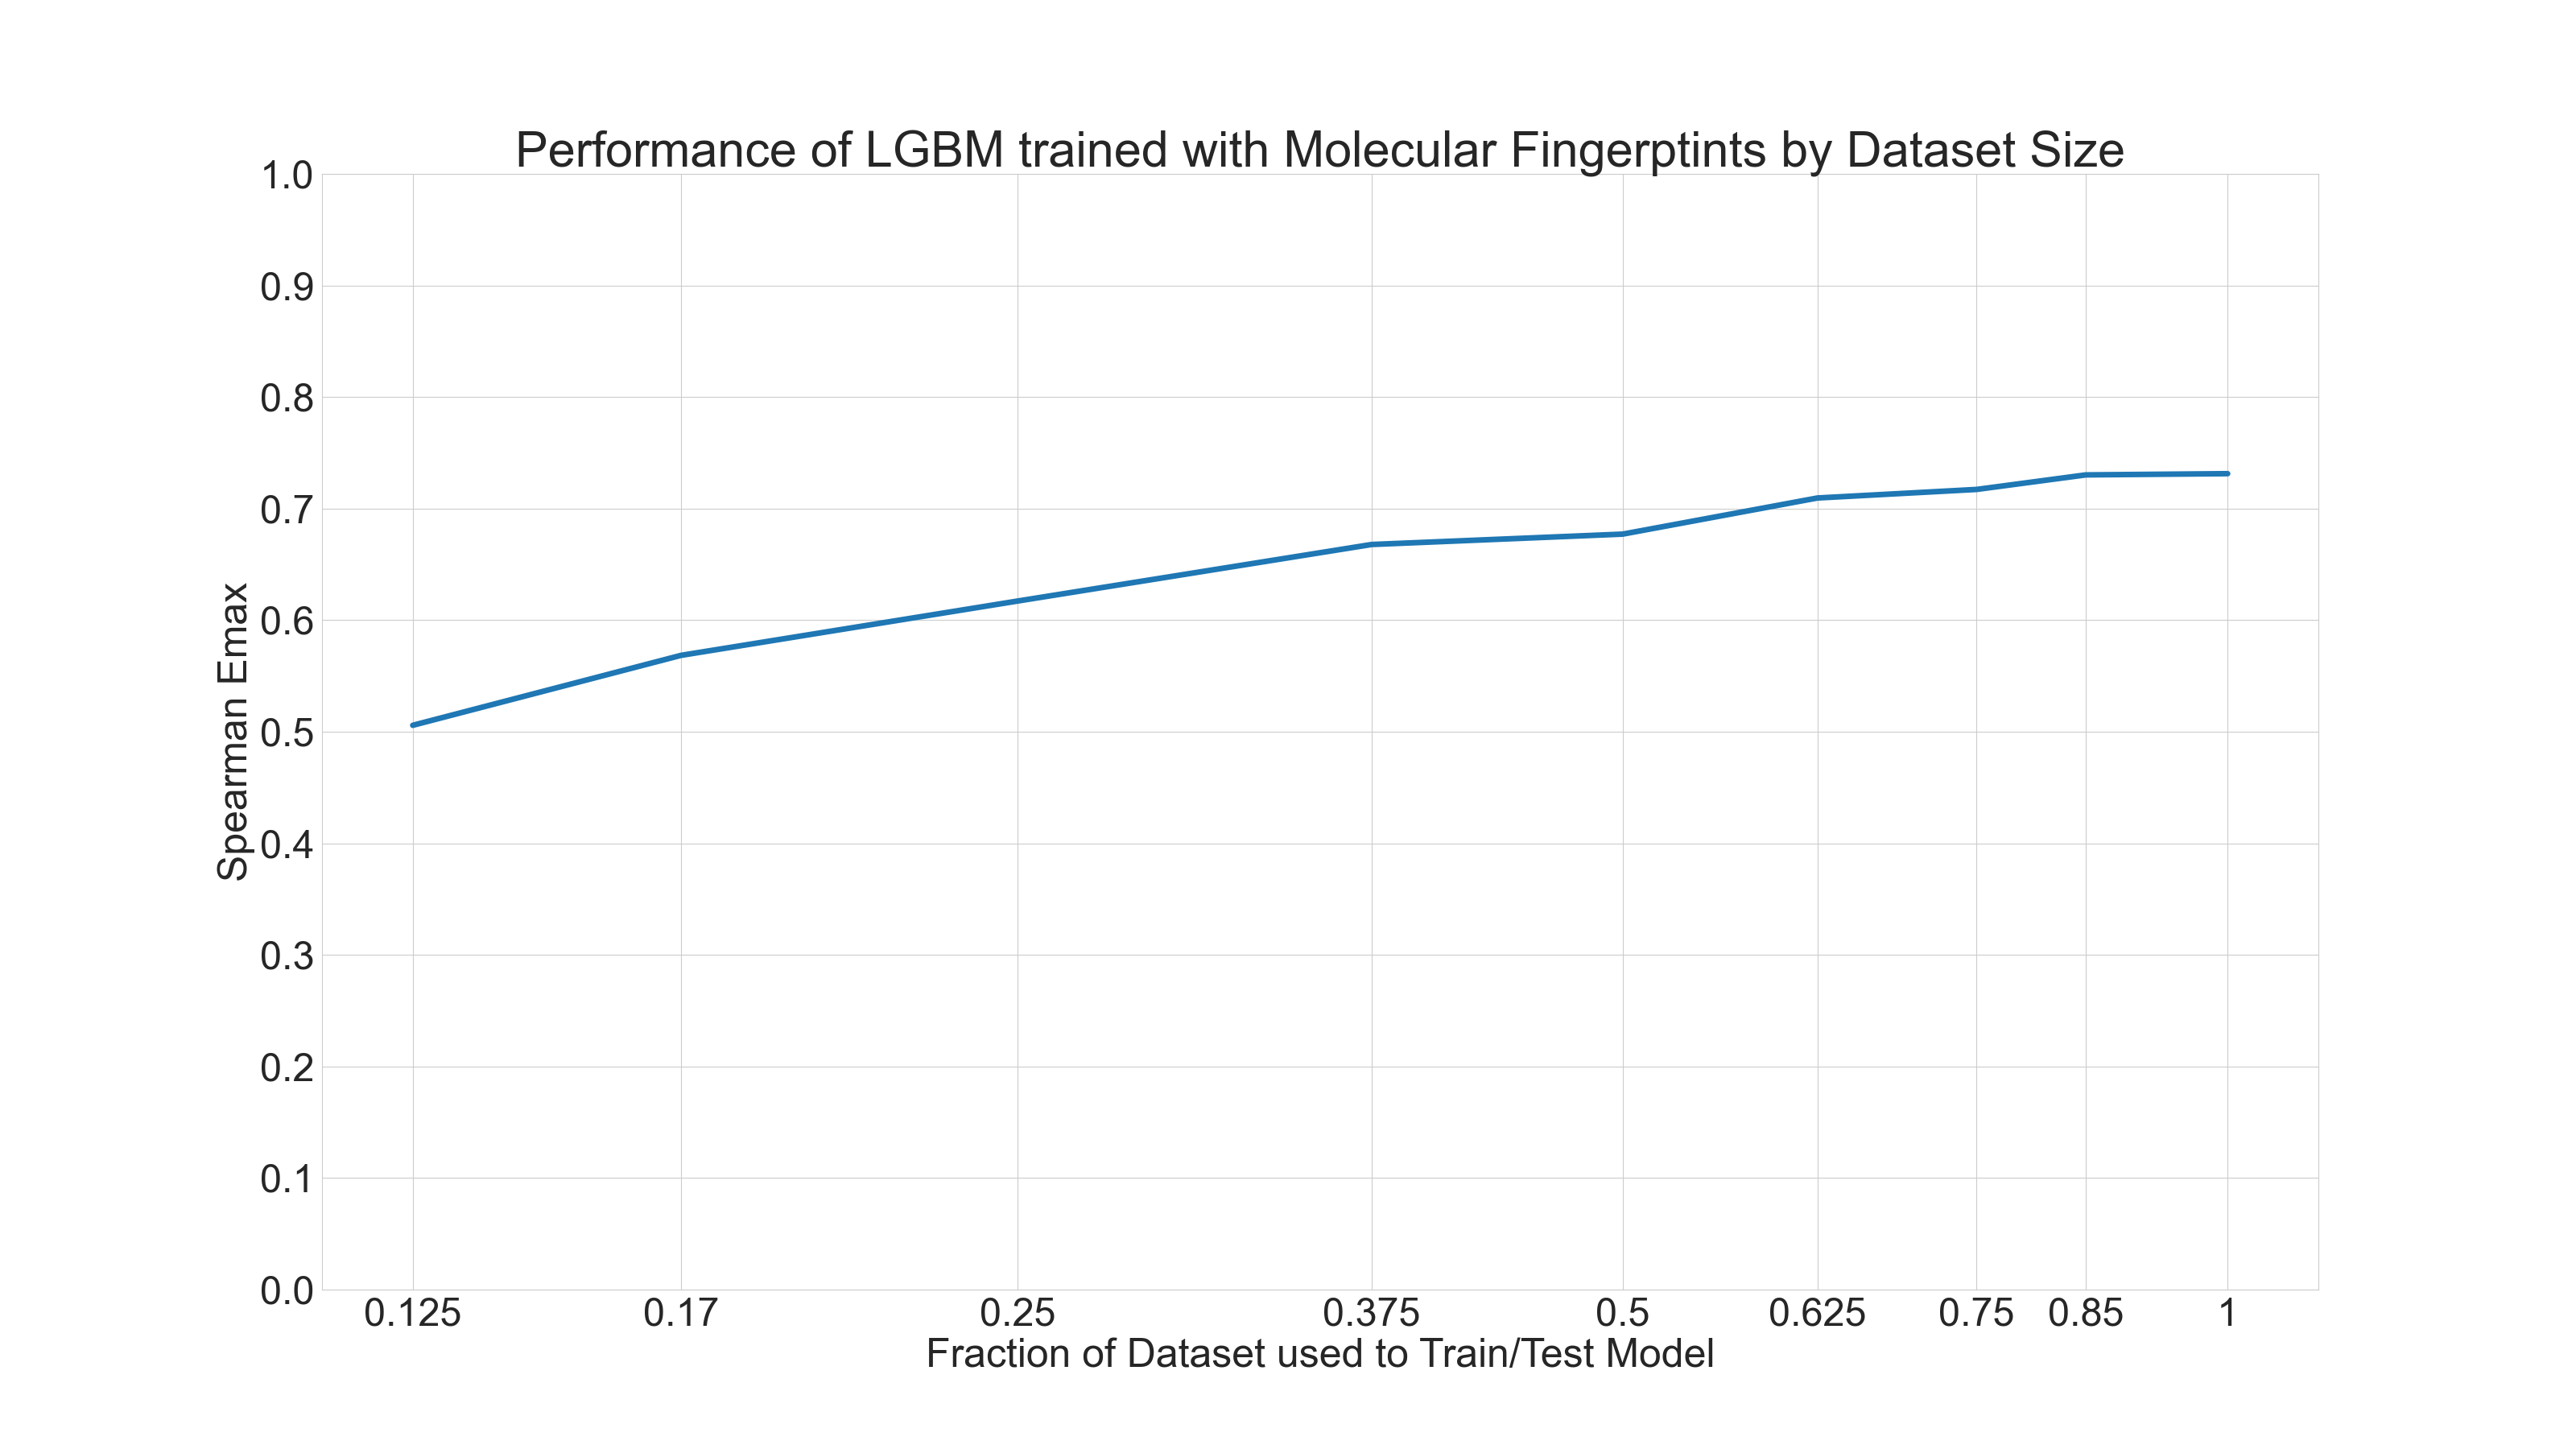 Performance of LGBM trained with Molecular Fingerptints by Dataset Size
1.0
0.9
0.8
0.7
0.6
0.5
0.4
0.3
0.2
0.1
0.0
Spearman Emax
0.125 0.17 0.25 0.375 0.5 0.625 0.75 0.85 1
Fraction of Dataset used to Train/Test Model